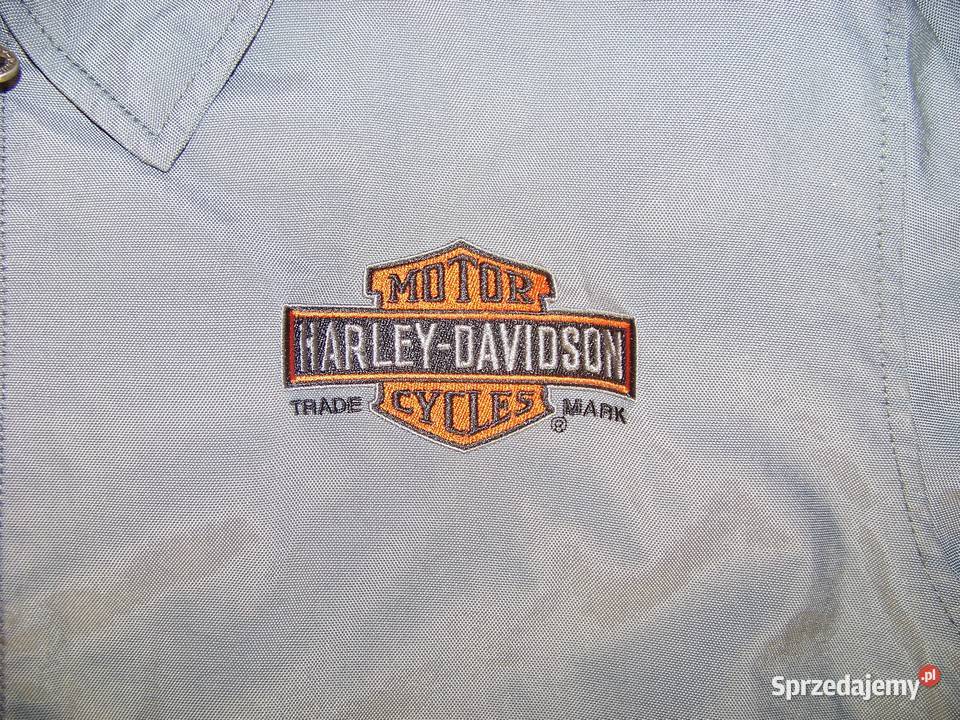 MOTOR
HARLEY-DAVIDSON
TRADE CYCLES ® MARK
Sprzedajemy.pl